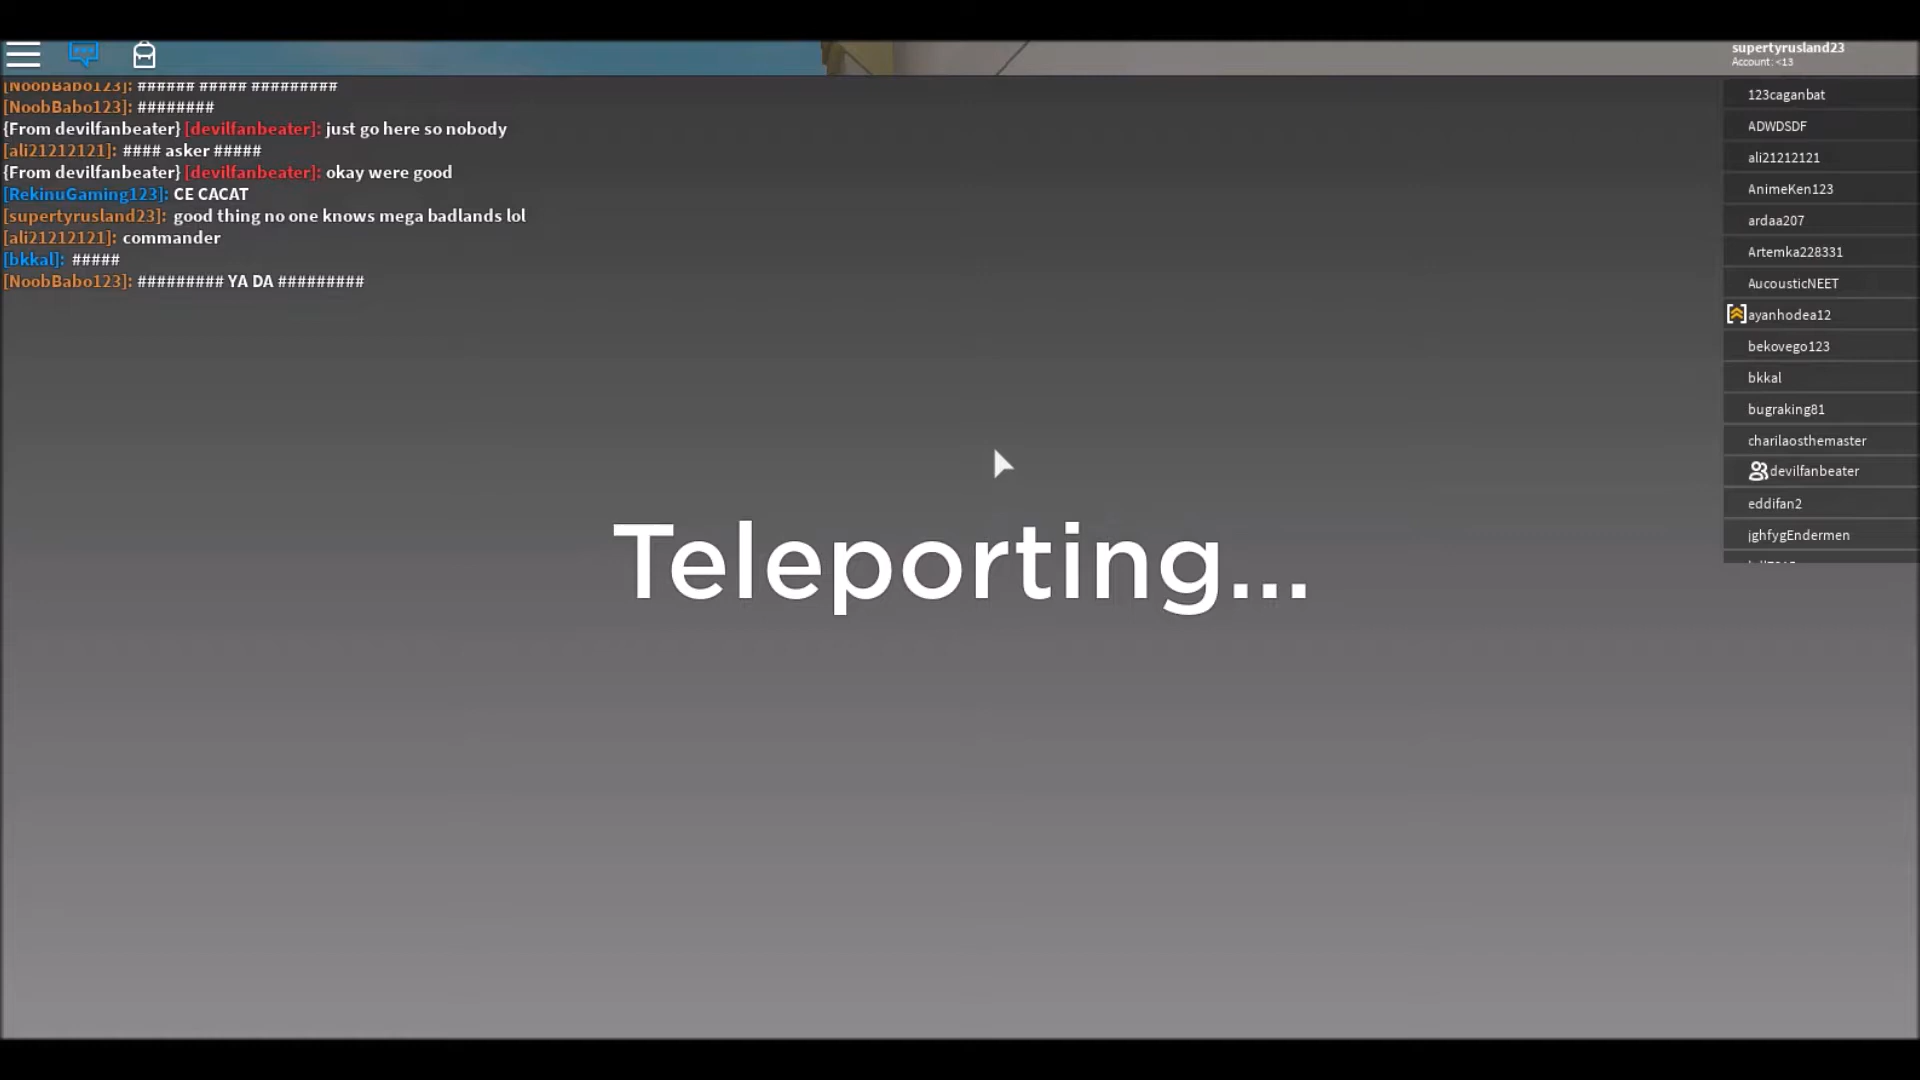 supertyrusland23
Account: <13
[NoobBabo123]: ###### ##### #########
[NoobBabo123]: ########
{From devilfanbeater} [devilfanbeater]: just go here so nobody
[ali21212121]: #### asker #####
{From devilfanbeater} [devilfanbeater]: okay were good
[RekinuGaming123]: CE CACAT
[supertyrusland23]: good thing no one knows mega badlands lol
[ali21212121]: commander
[bkkal]: #####
[NoobBabo123]: ######### YA DA #########
123caganbat
ADWDSDF
ali21212121
AnimeKen123
ardaa207
Artemka228331
AucousticNEET
ayanhodea12
bekovego123
bkkal
bugraking81
charilaosthemaster
devilfanbeater
eddifan2
jghfygEndermen
Teleporting...